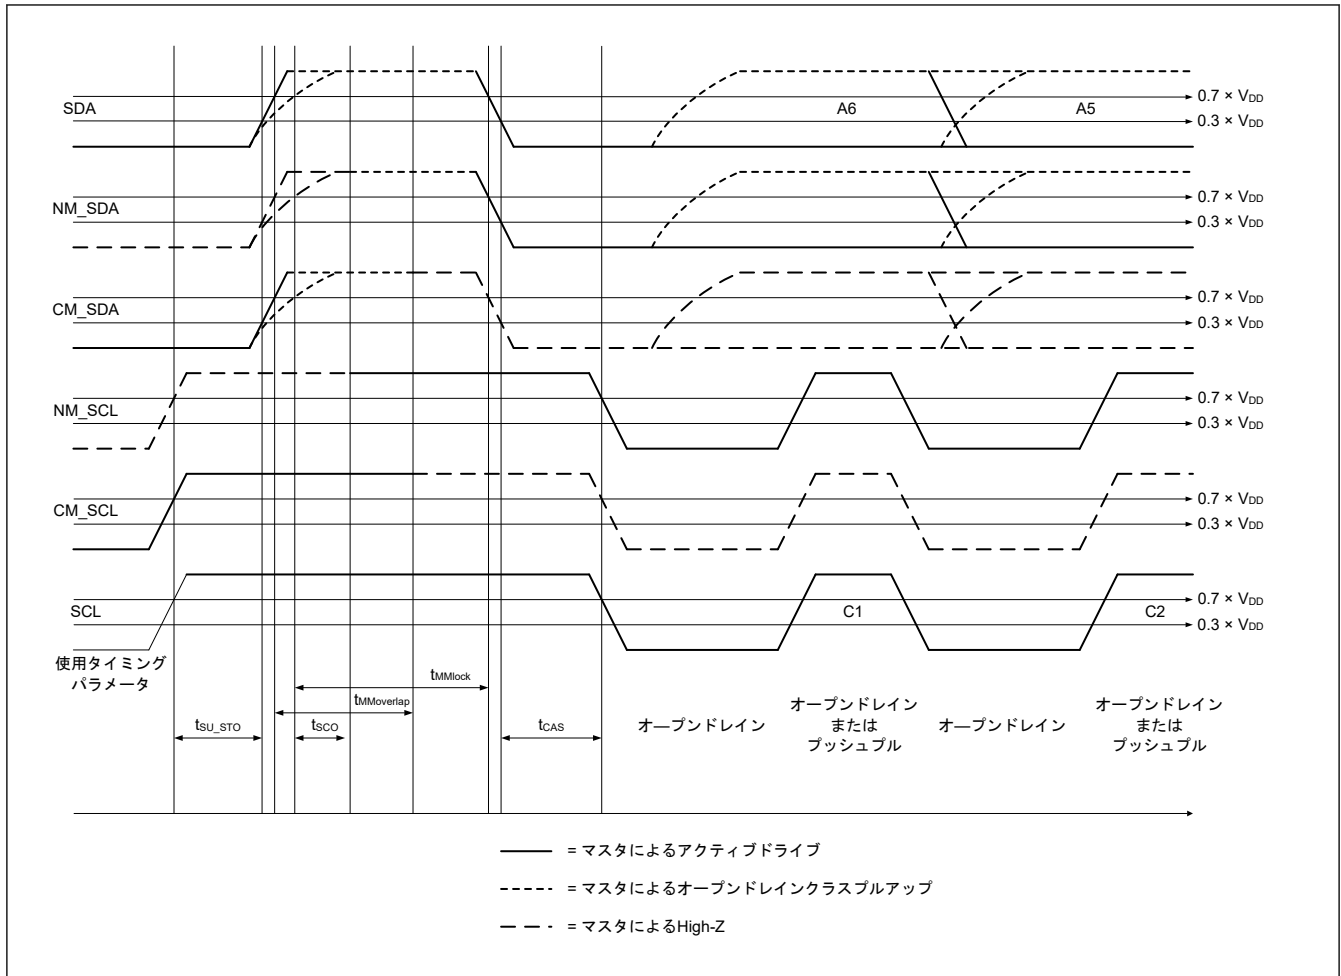 SDA
A6
A5
0.7 × VDD
0.3 × VDD
NM_SDA
0.7 × VDD
0.3 × VDD
CM_SDA
0.7 × VDD
0.3 × VDD
NM_SCL
0.7 × VDD
0.3 × VDD
CM_SCL
0.7 × VDD
0.3 × VDD
SCL
C1
C2
0.7 × VDD
0.3 × VDD
使用タイミング
パラメータ
tMMlock
tMMoverlap
tSU_STO
tSCO
tCAS
オープンドレイン
オープンドレイン
または
プッシュプル
オープンドレイン
オープンドレイン
または
プッシュプル
= マスタによるアクティブドライブ
= マスタによるオープンドレインクラスプルアップ
= マスタによるHigh-Z